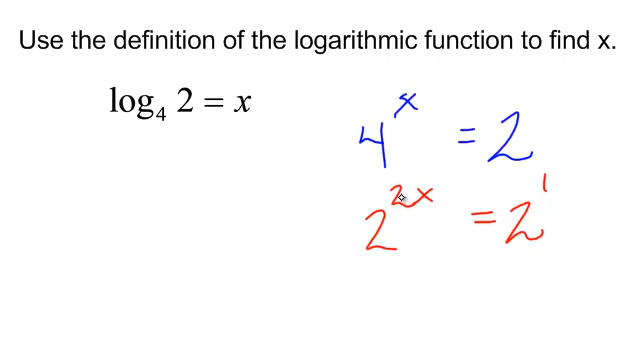 Use the definition of the logarithmic function to find x.
log₄ 2 = x
4ˣ = 2
2²ˣ = 2¹